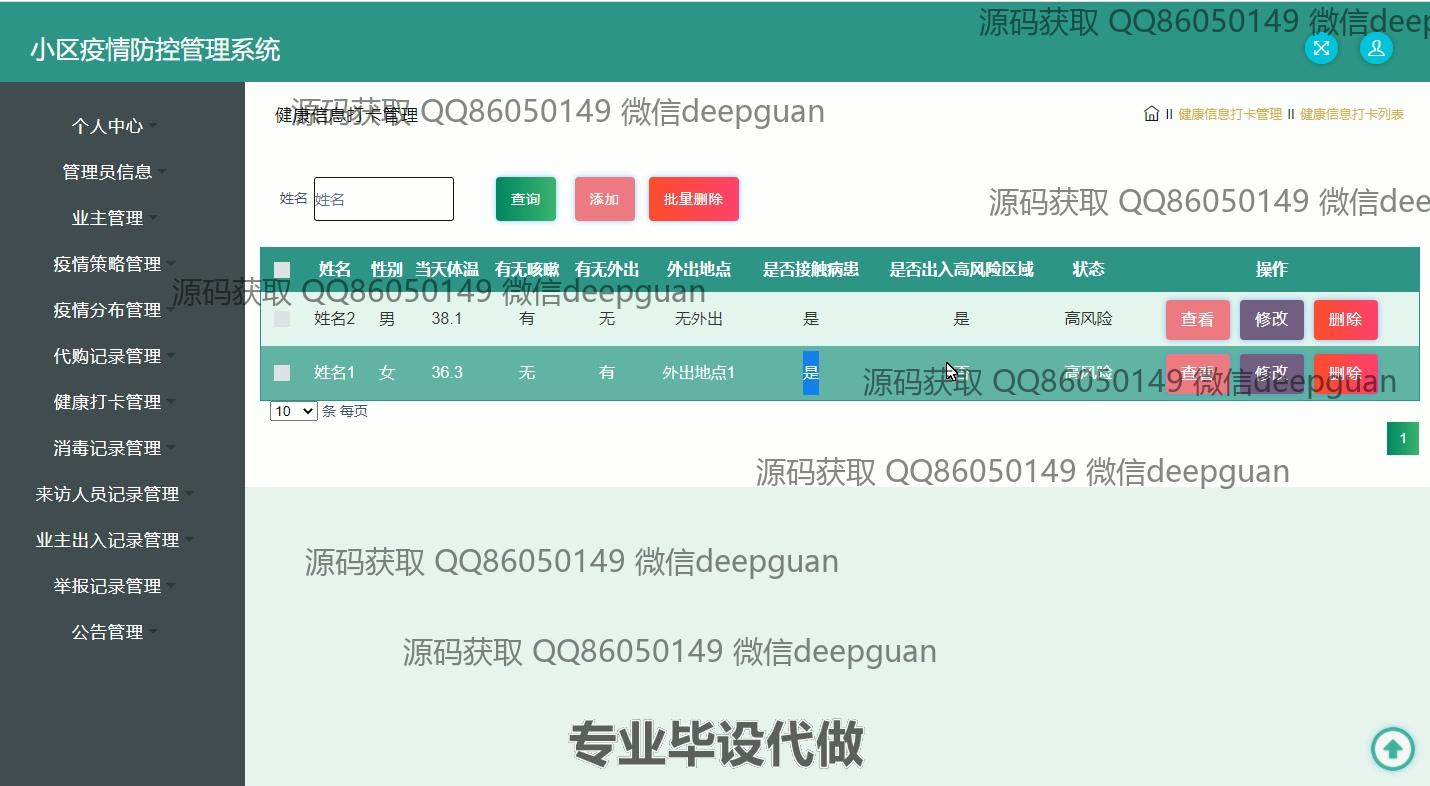 源码获取 QQ86050149 微信deep
小区疫情防控管理系统
源码获取 QQ86050149 微信deepguan
健康信息打卡管理
II 健康信息打卡管理 II 健康信息打卡列表
个人中心
管理员信息
业主管理
疫情策略管理
疫情分布管理
代购记录管理
健康打卡管理
消毒记录管理
来访人员记录管理
业主出入记录管理
举报记录管理
公告管理
姓名 姓名 查询 添加 批量删除
源码获取 QQ86050149 微信dee
姓名 性别 当天体温 有无咳嗽 有无外出 外出地点 是否接触病患 是否出入高风险区域 状态 操作
源码获取 QQ86050149 微信deepguan
姓名2 男 38.1 有 无 无外出 是 是 高风险 查看 修改 删除
姓名1 女 36.3 无 有 外出地点1 是 高风险 查看 修改 删除
源码获取 QQ86050149 微信deepguan
10 条 每页
1
源码获取 QQ86050149 微信deepguan
源码获取 QQ86050149 微信deepguan
源码获取 QQ86050149 微信deepguan
专业毕设代做